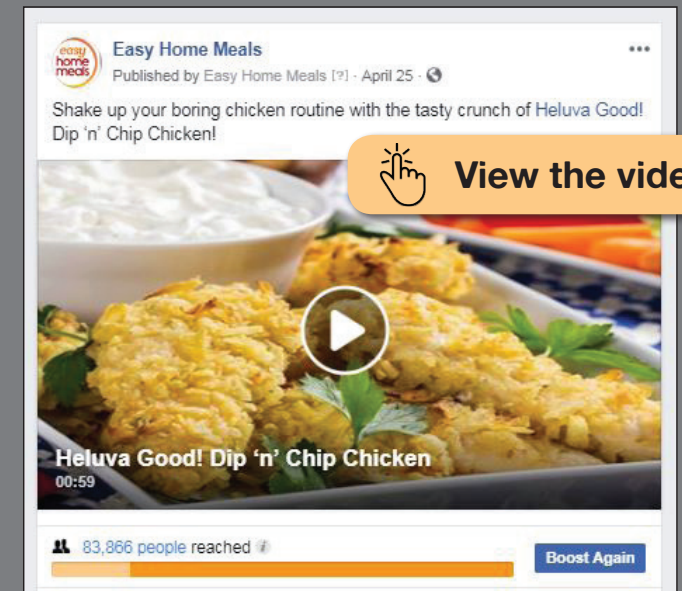 easy
home
meals
Easy Home Meals
Published by Easy Home Meals [?] · April 25 ·
Shake up your boring chicken routine with the tasty crunch of Heluva Good!
Dip ‘n’ Chip Chicken!
View the vide
Heluva Good! Dip ‘n’ Chip Chicken
00:59
83,866 people reached i
Boost Again